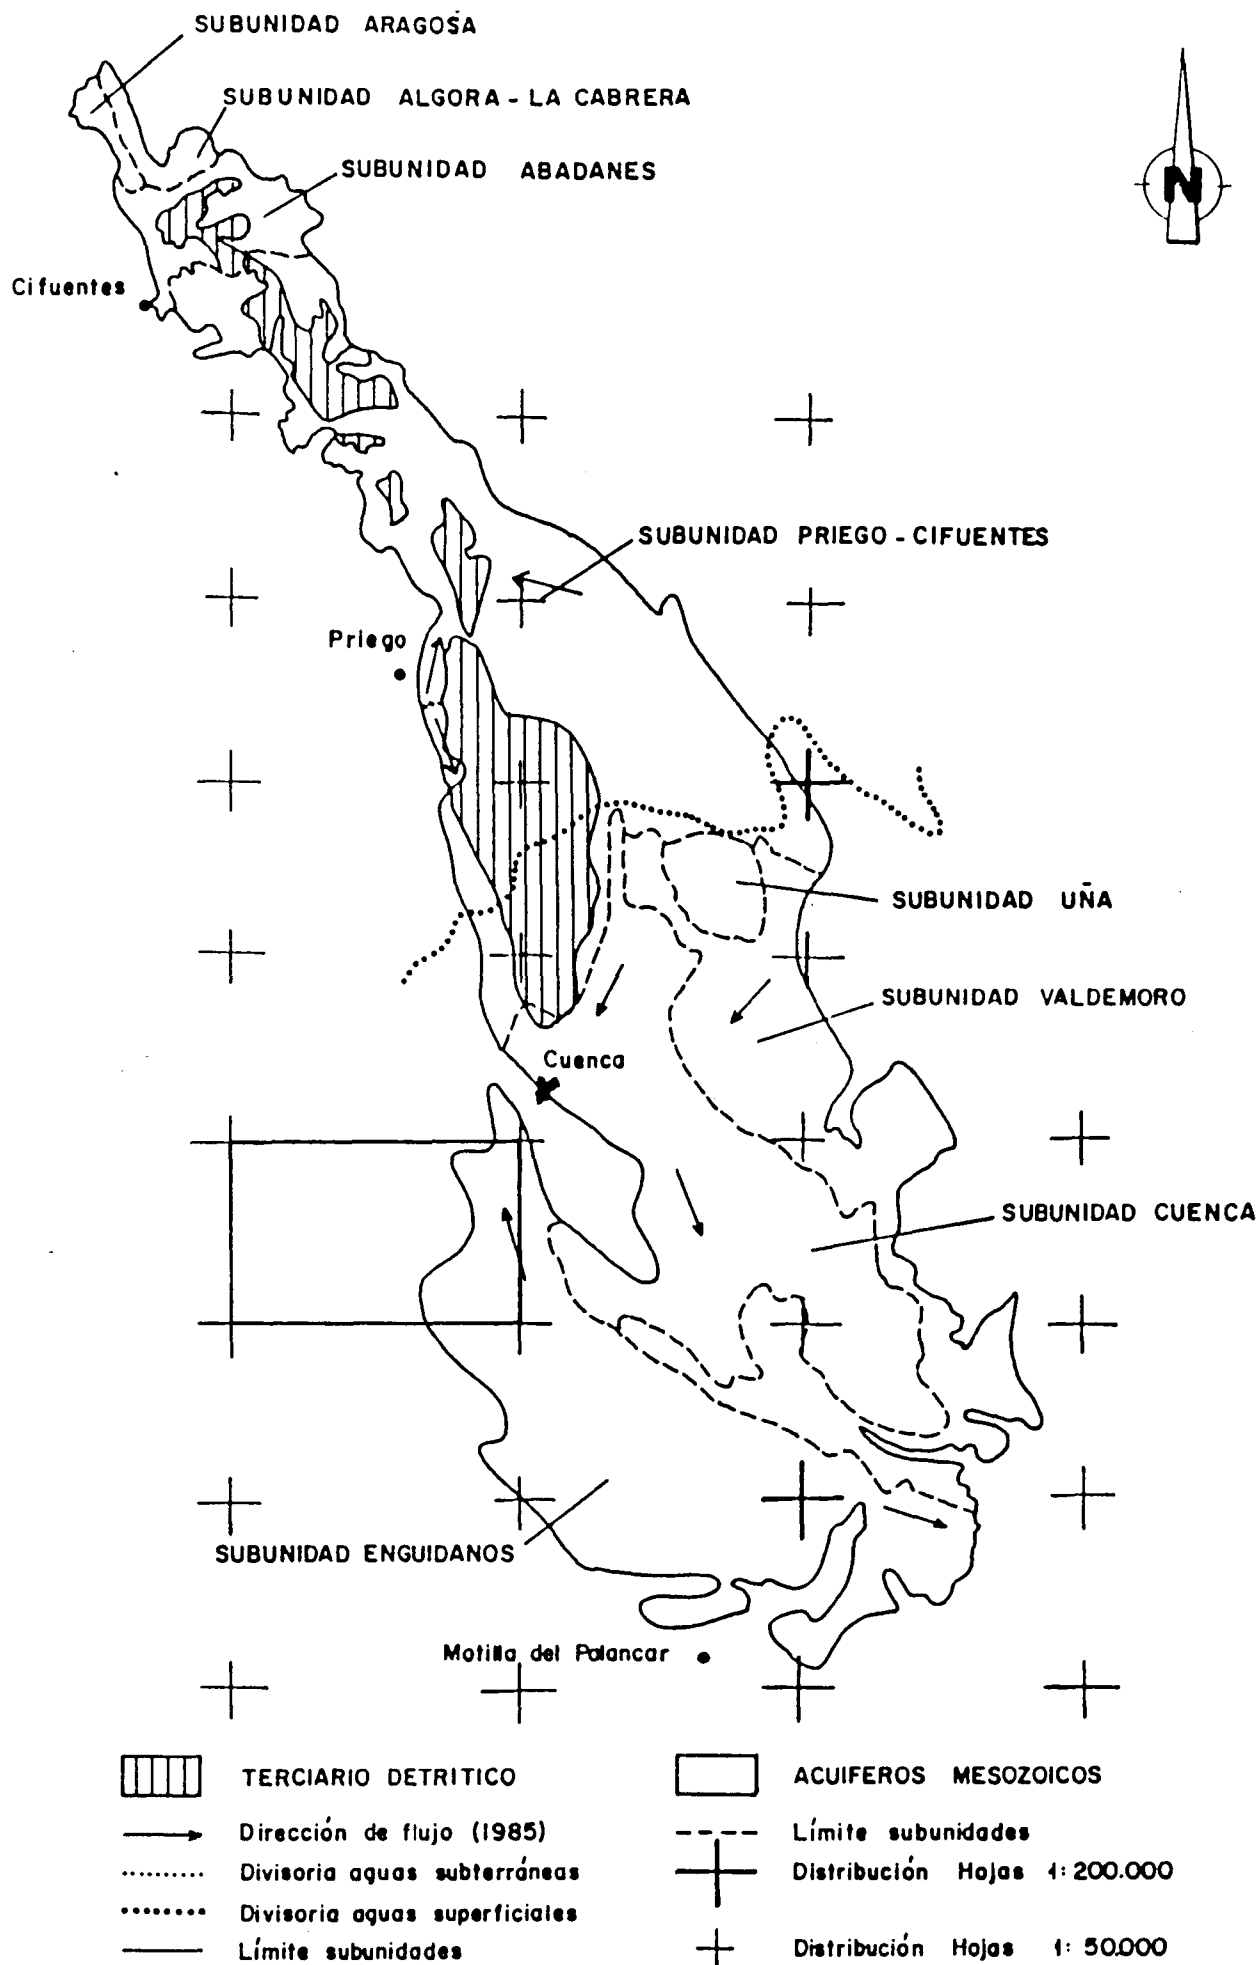 SUBUNIDAD ARAGOSA
SUBUNIDAD ALGORA - LA CABRERA
SUBUNIDAD ABADANES
N
Cifuentes
SUBUNIDAD PRIEGO - CIFUENTES
Priego
SUBUNIDAD UÑA
SUBUNIDAD VALDEMORO
Cuenca
SUBUNIDAD CUENCA
SUBUNIDAD ENGUIDANOS
Motilla del Palancar
TERCIARIO DETRITICO
Dirección de flujo (1985)
Divisoria aguas subterráneas
Divisoria aguas superficiales
Límite subunidades
ACUIFEROS MESOZOICOS
Límite subunidades
Distribución Hojas 1:200.000
Distribución Hojas 1: 50.000